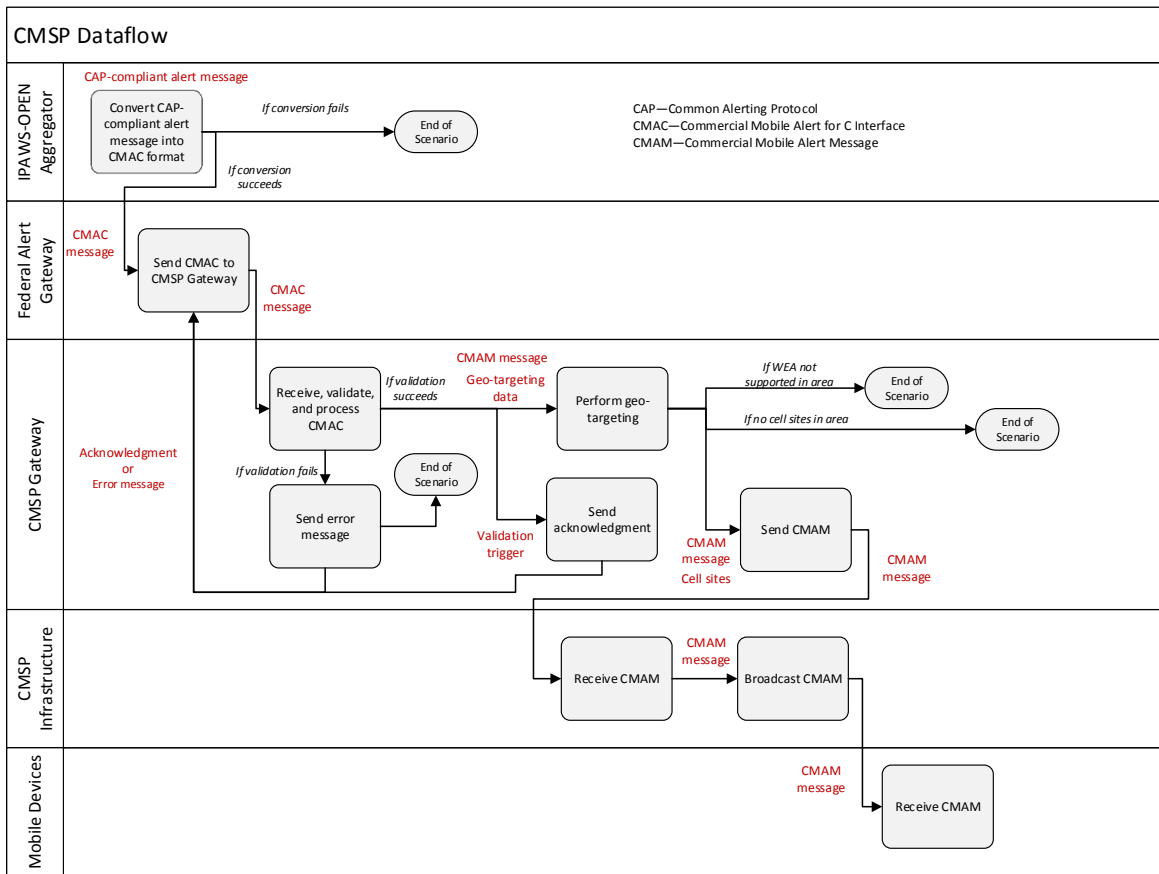 CMSP Dataflow
IPAWS-OPEN
Aggregator
CAP-compliant alert message
Convert CAP-
compliant alert
message into
CMAC format
If conversion fails
End of
Scenario
If conversion
succeeds
CAP—Common Alerting Protocol
CMAC—Commercial Mobile Alert for C Interface
CMAM—Commercial Mobile Alert Message
Federal Alert
Gateway
CMAC
message
Send CMAC to
CMSP Gateway
CMAC
message
CMSP Gateway
Receive, validate,
and process
CMAC
If validation
succeeds
CMAM message
Geo-targeting
data
Perform geo-
targeting
If WEA not
supported in area
End of
Scenario
If no cell sites in area
End of
Scenario
Acknowledgment
or
Error message
If validation fails
End of
Scenario
Send error
message
Validation
trigger
Send
acknowledgment
CMAM
message
Cell sites
Send CMAM
CMAM
message
CMSP
Infrastructure
Receive CMAM
CMAM
message
Broadcast CMAM
Mobile Devices
CMAM
message
Receive CMAM